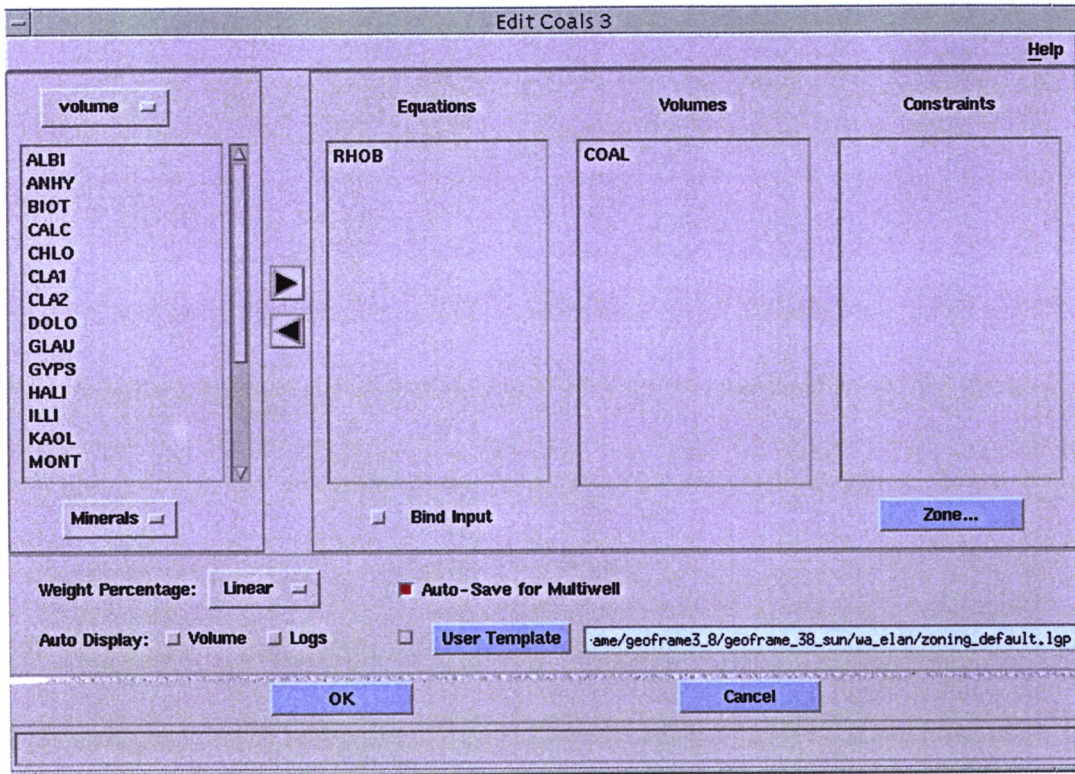 Edit Coals 3
Help
volume
Equations
Volumes
Constraints
ALBI
ANHY
BIOT
CALC
CHLO
CLA1
CLA2
DOLO
GLAU
GYPS
HALI
ILLI
KAOL
MONT
RHOB
COAL
Minerals
Bind Input
Zone...
Weight Percentage: Linear
Auto-Save for Multiwell
Auto Display: Volume Logs
User Template
ame/geoframe3_8/geoframe_38_sun/wa_elan/zoning_default.lgp
OK
Cancel